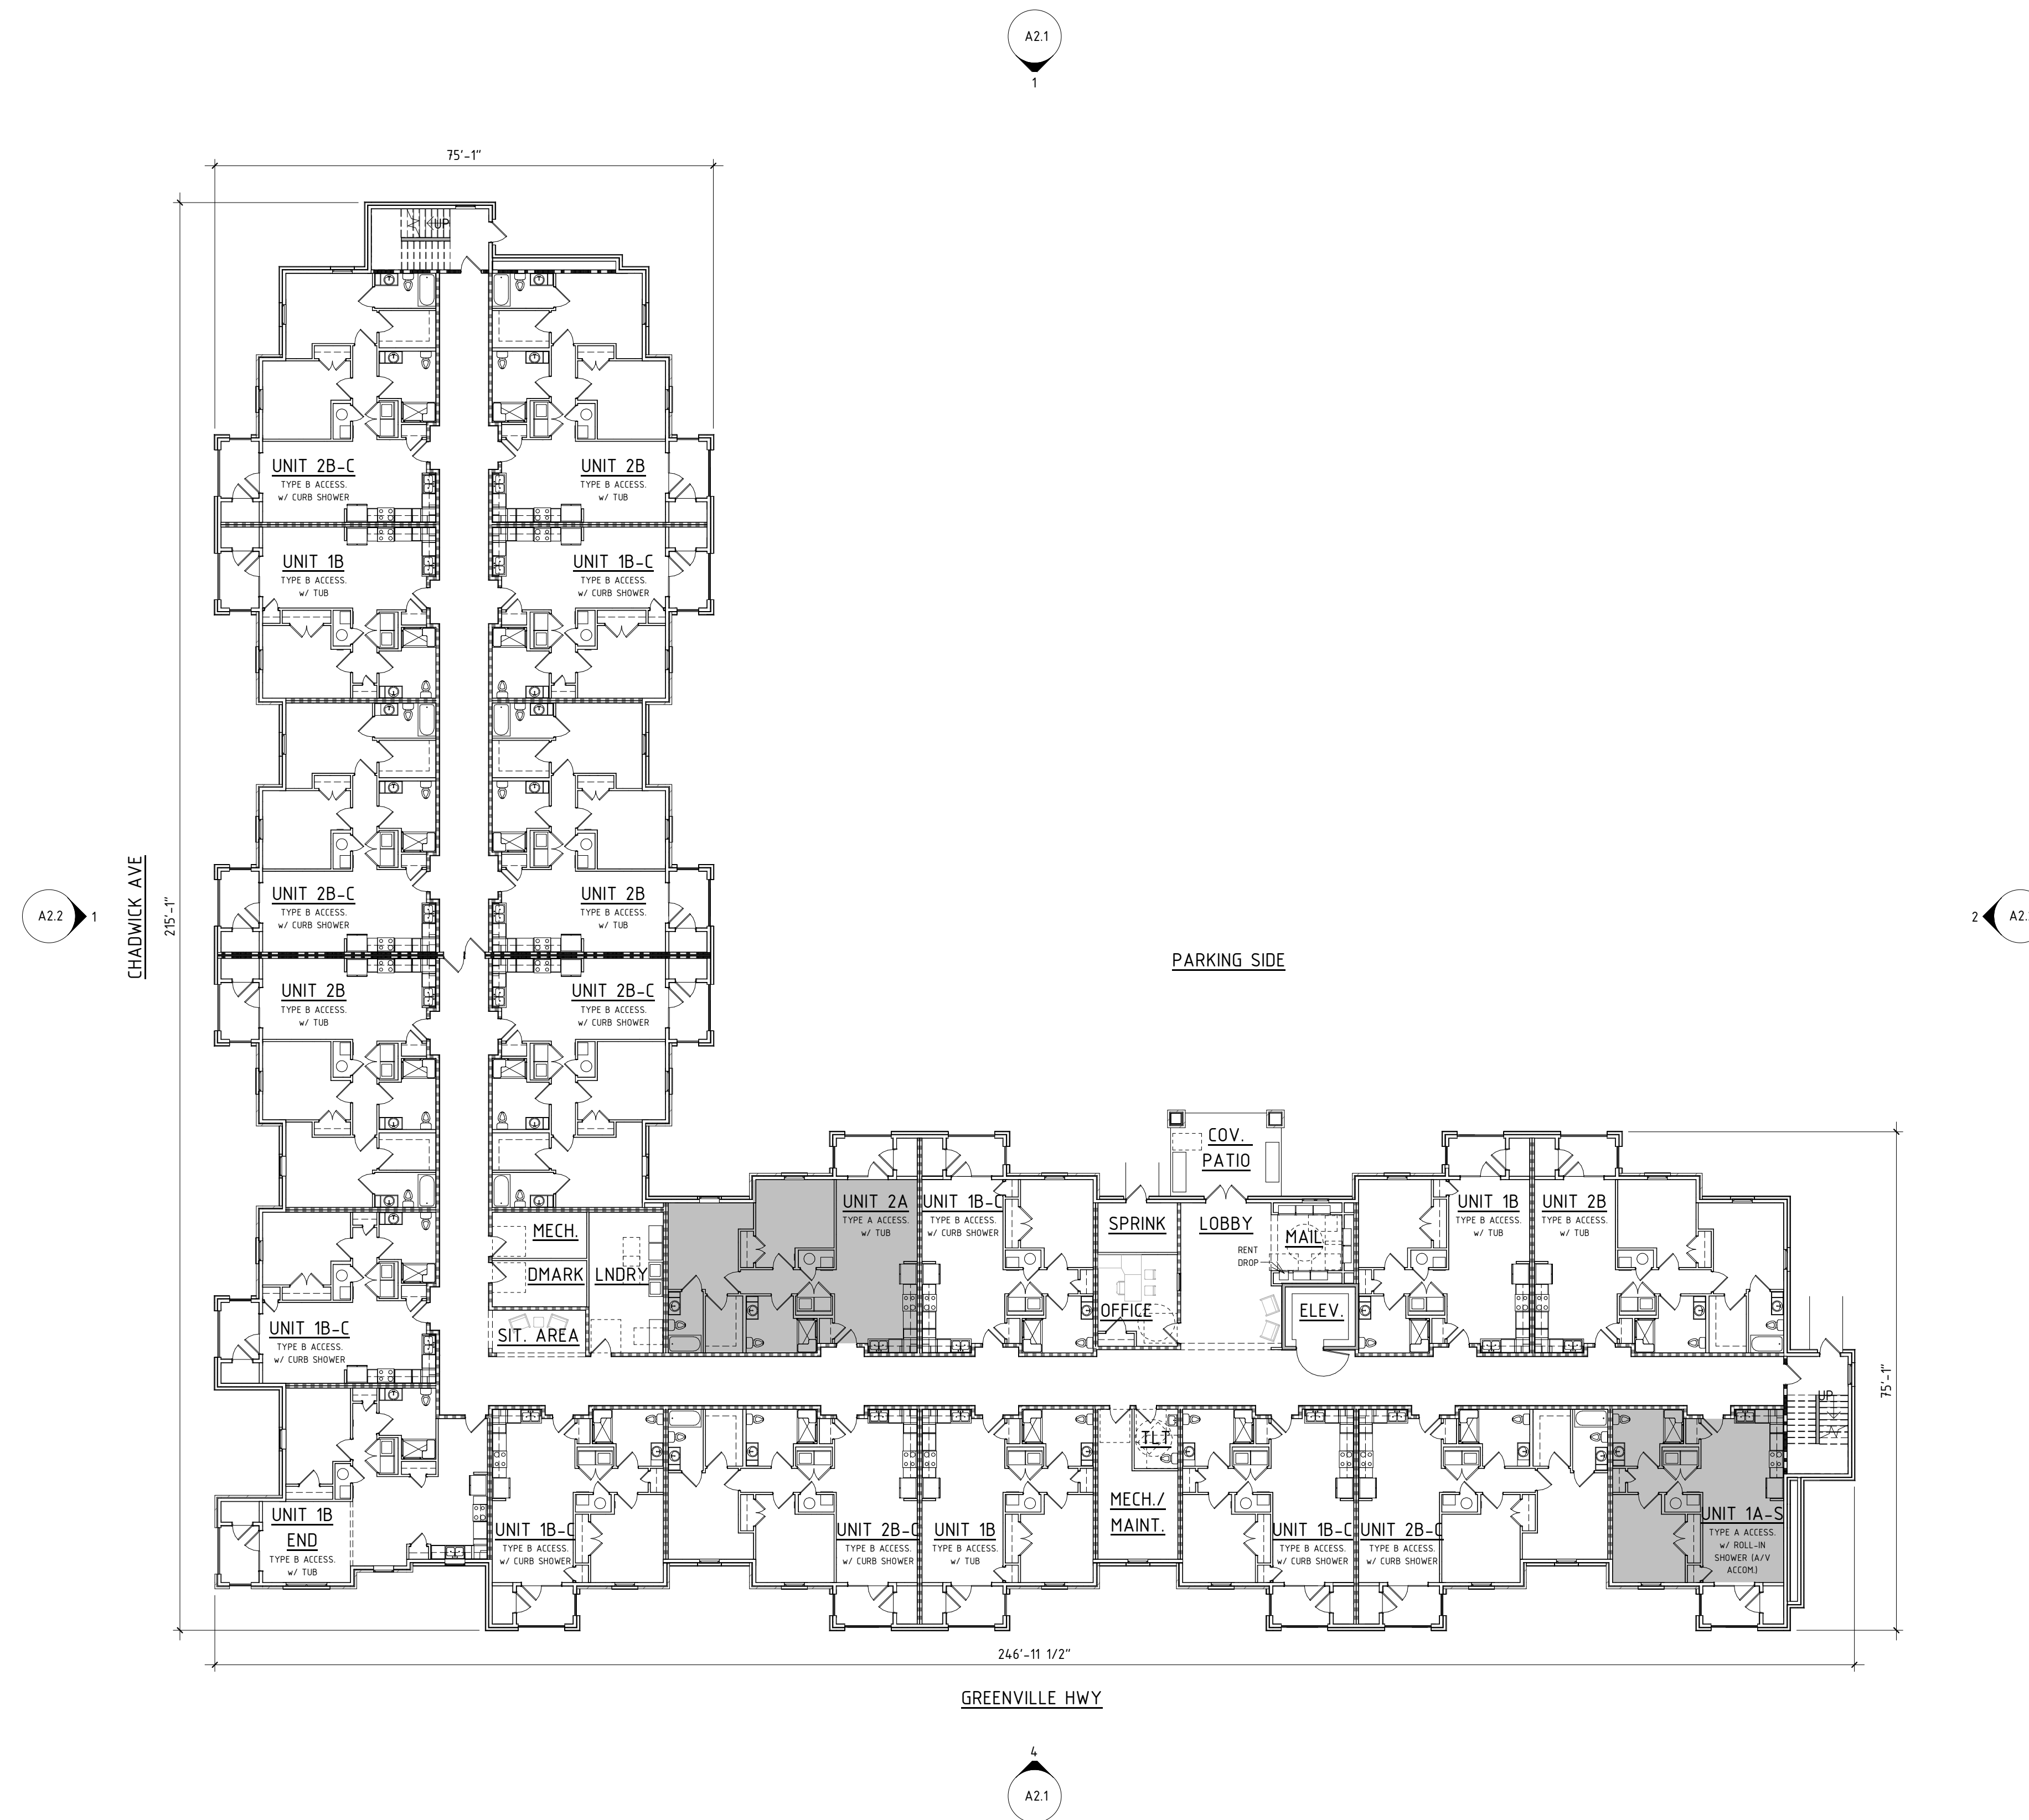 A2.1
1
75'-1"
UP
UNIT 2B-C
TYPE B ACCESS.
w/ CURB SHOWER
UNIT 2B
TYPE B ACCESS.
w/ TUB
UNIT 1B
TYPE B ACCESS.
w/ TUB
UNIT 1B-C
TYPE B ACCESS.
w/ CURB SHOWER
CHADWICK AVE
215'-1"
A2.2
1
UNIT 2B-C
TYPE B ACCESS.
w/ CURB SHOWER
UNIT 2B
TYPE B ACCESS.
w/ TUB
2
PARKING SIDE
UNIT 2B
TYPE B ACCESS.
w/ TUB
UNIT 2B-C
TYPE B ACCESS.
w/ CURB SHOWER
COV.
PATIO
MECH.
DMARK
LNDRY
SIT. AREA
UNIT 2A
TYPE A ACCESS.
w/ TUB
UNIT 1B-C
TYPE B ACCESS.
w/ CURB SHOWER
SPRINK
LOBBY
MAIL
RENT
DROP
OFFICE
ELEV.
UNIT 1B
TYPE B ACCESS.
w/ TUB
UNIT 2B
TYPE B ACCESS.
w/ TUB
UNIT 1B-C
TYPE B ACCESS.
w/ CURB SHOWER
75'-1"
UP
UNIT 1B
END
TYPE B ACCESS.
w/ TUB
UNIT 1B-C
TYPE B ACCESS.
w/ CURB SHOWER
UNIT 2B-C
TYPE B ACCESS.
w/ CURB SHOWER
UNIT 1B
TYPE B ACCESS.
w/ TUB
TLT
MECH./
MAINT.
UNIT 1B-C
TYPE B ACCESS.
w/ CURB SHOWER
UNIT 2B-C
TYPE B ACCESS.
w/ CURB SHOWER
UNIT 1A-S
TYPE A ACCESS.
w/ ROLL-IN
SHOWER (A/V
ACCOM.)
246'-11 1/2"
GREENVILLE HWY
4
A2.1